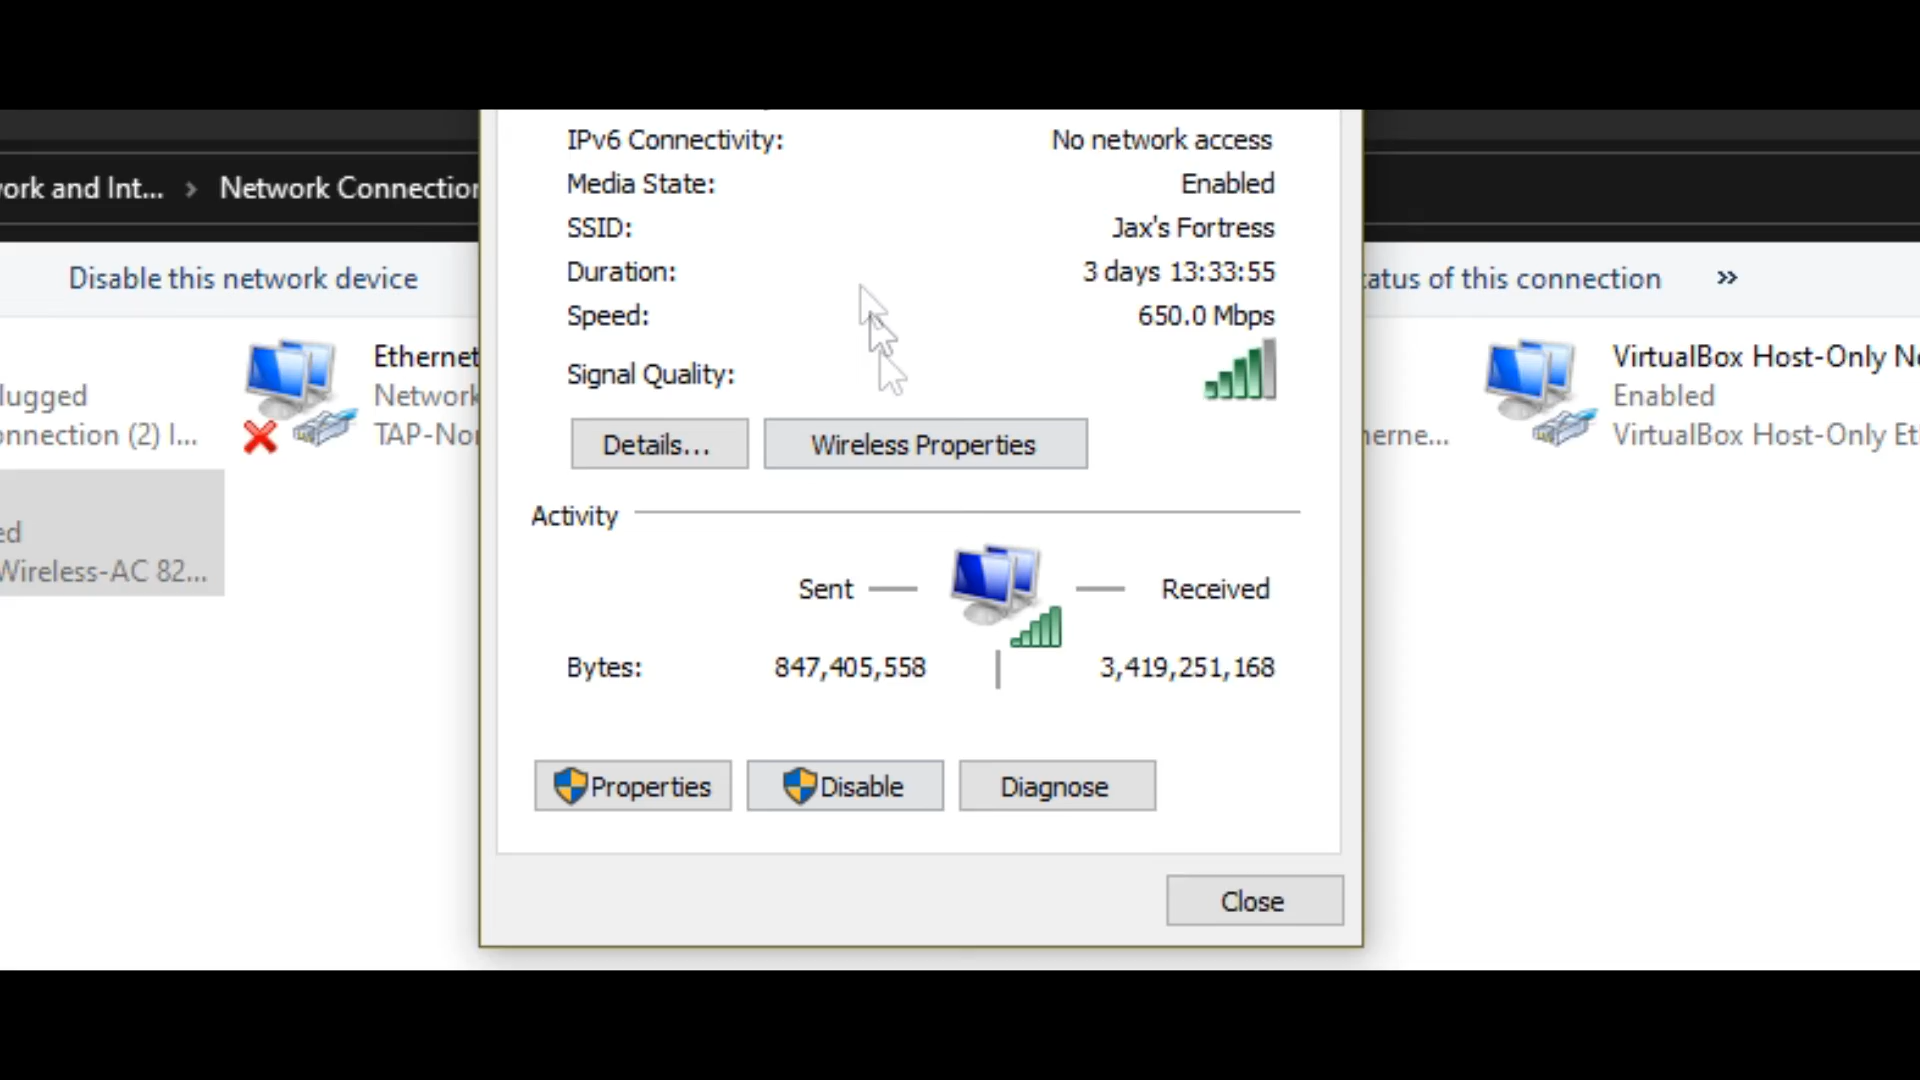 IPv6 Connectivity: No network access
Media State: Enabled
SSID: Jax's Fortress
Duration: 3 days 13:33:55
Speed: 650.0 Mbps
Signal Quality:
Details... Wireless Properties
Activity
Sent Received
Bytes: 847,405,558 3,419,251,168
Properties Disable Diagnose
Close
ork and Int... > Network Connection
Disable this network device
atus of this connection »
lugged
onnection (2) I...
Ethernet
Network
TAP-Nor
ed
Wireless-AC 82...
erne...
VirtualBox Host-Only Ne
Enabled
VirtualBox Host-Only Et